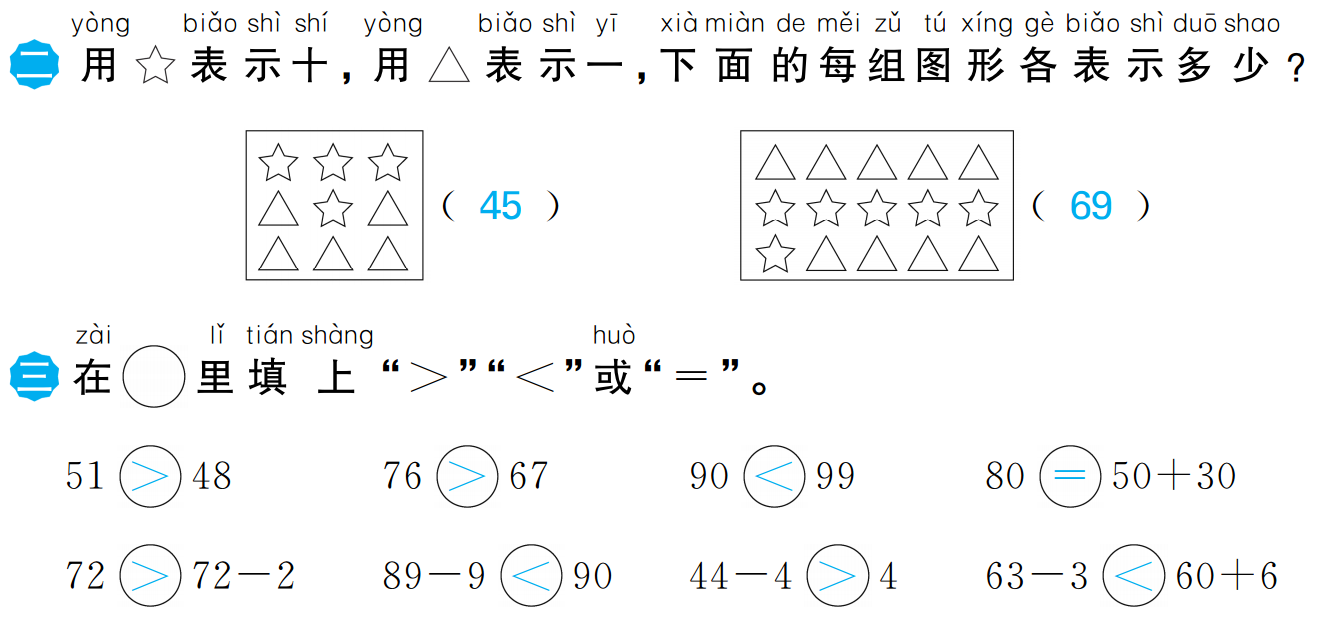 yòng biǎo shì shí yòng biǎo shì yī xià miàn de měi zǔ tú xíng gè biǎo shì duō shao
二 用 ☆ 表 示 十 , 用 △ 表 示 一 , 下 面 的 每 组 图 形 各 表 示 多 少 ?
☆ ☆ ☆ △ △ △ △ △
△ ☆ △ ( 45 ) ☆ ☆ ☆ ☆ ☆ ( 69 )
△ △ △ ☆ △ △ △ △
zài lǐ tián shàng huò
三 在 ○ 里 填 上 “ > ” “ < ” 或 “ = ” 。
51 > 48 76 > 67 90 < 99 80 = 50+30
72 > 72-2 89-9 < 90 44-4 > 4 63-3 < 60+6